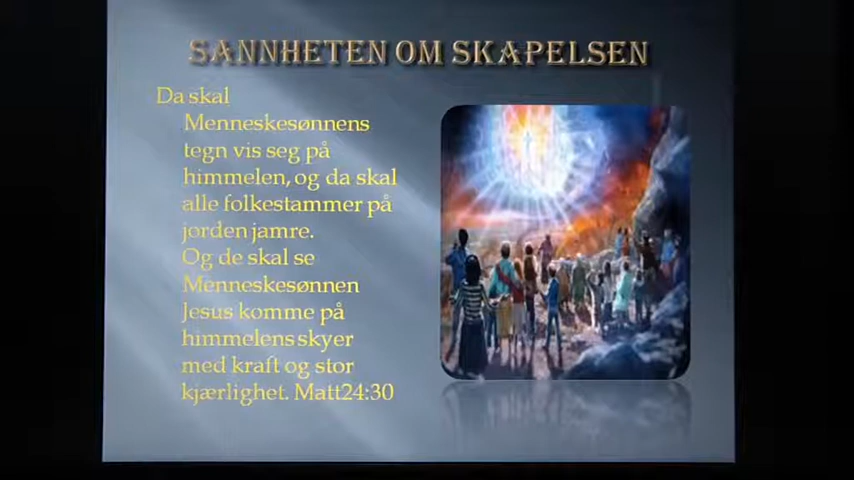 SANNHETEN OM SKAPELSEN
Da skal
Menneskesønnens
tegn vis seg på
himmelen, og da skal
alle folkestammer på
jorden jamre.
Og de skal se
Menneskesønnen
Jesus komme på
himmelens skyer
med kraft og stor
kjærlighet. Matt24:30